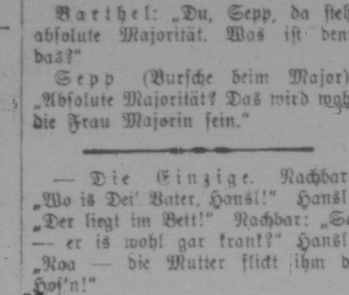 Barthel: „Du, Sepp, da steh
absolute Majorität. Was ist den
das?“
Sepp (Bursche beim Major)
„Absolute Majorität? Das wird woh
die Frau Majorin sein.“
— Die Einzige. Nachbar
„Wo is Dei' Vater, Hansl!“ Hansl
„Der liegt im Bett!“ Nachbar: „So
— er is wohl gar krank?“ Hansl
„Noa — die Mutter flickt ihm d
Hos'n!“